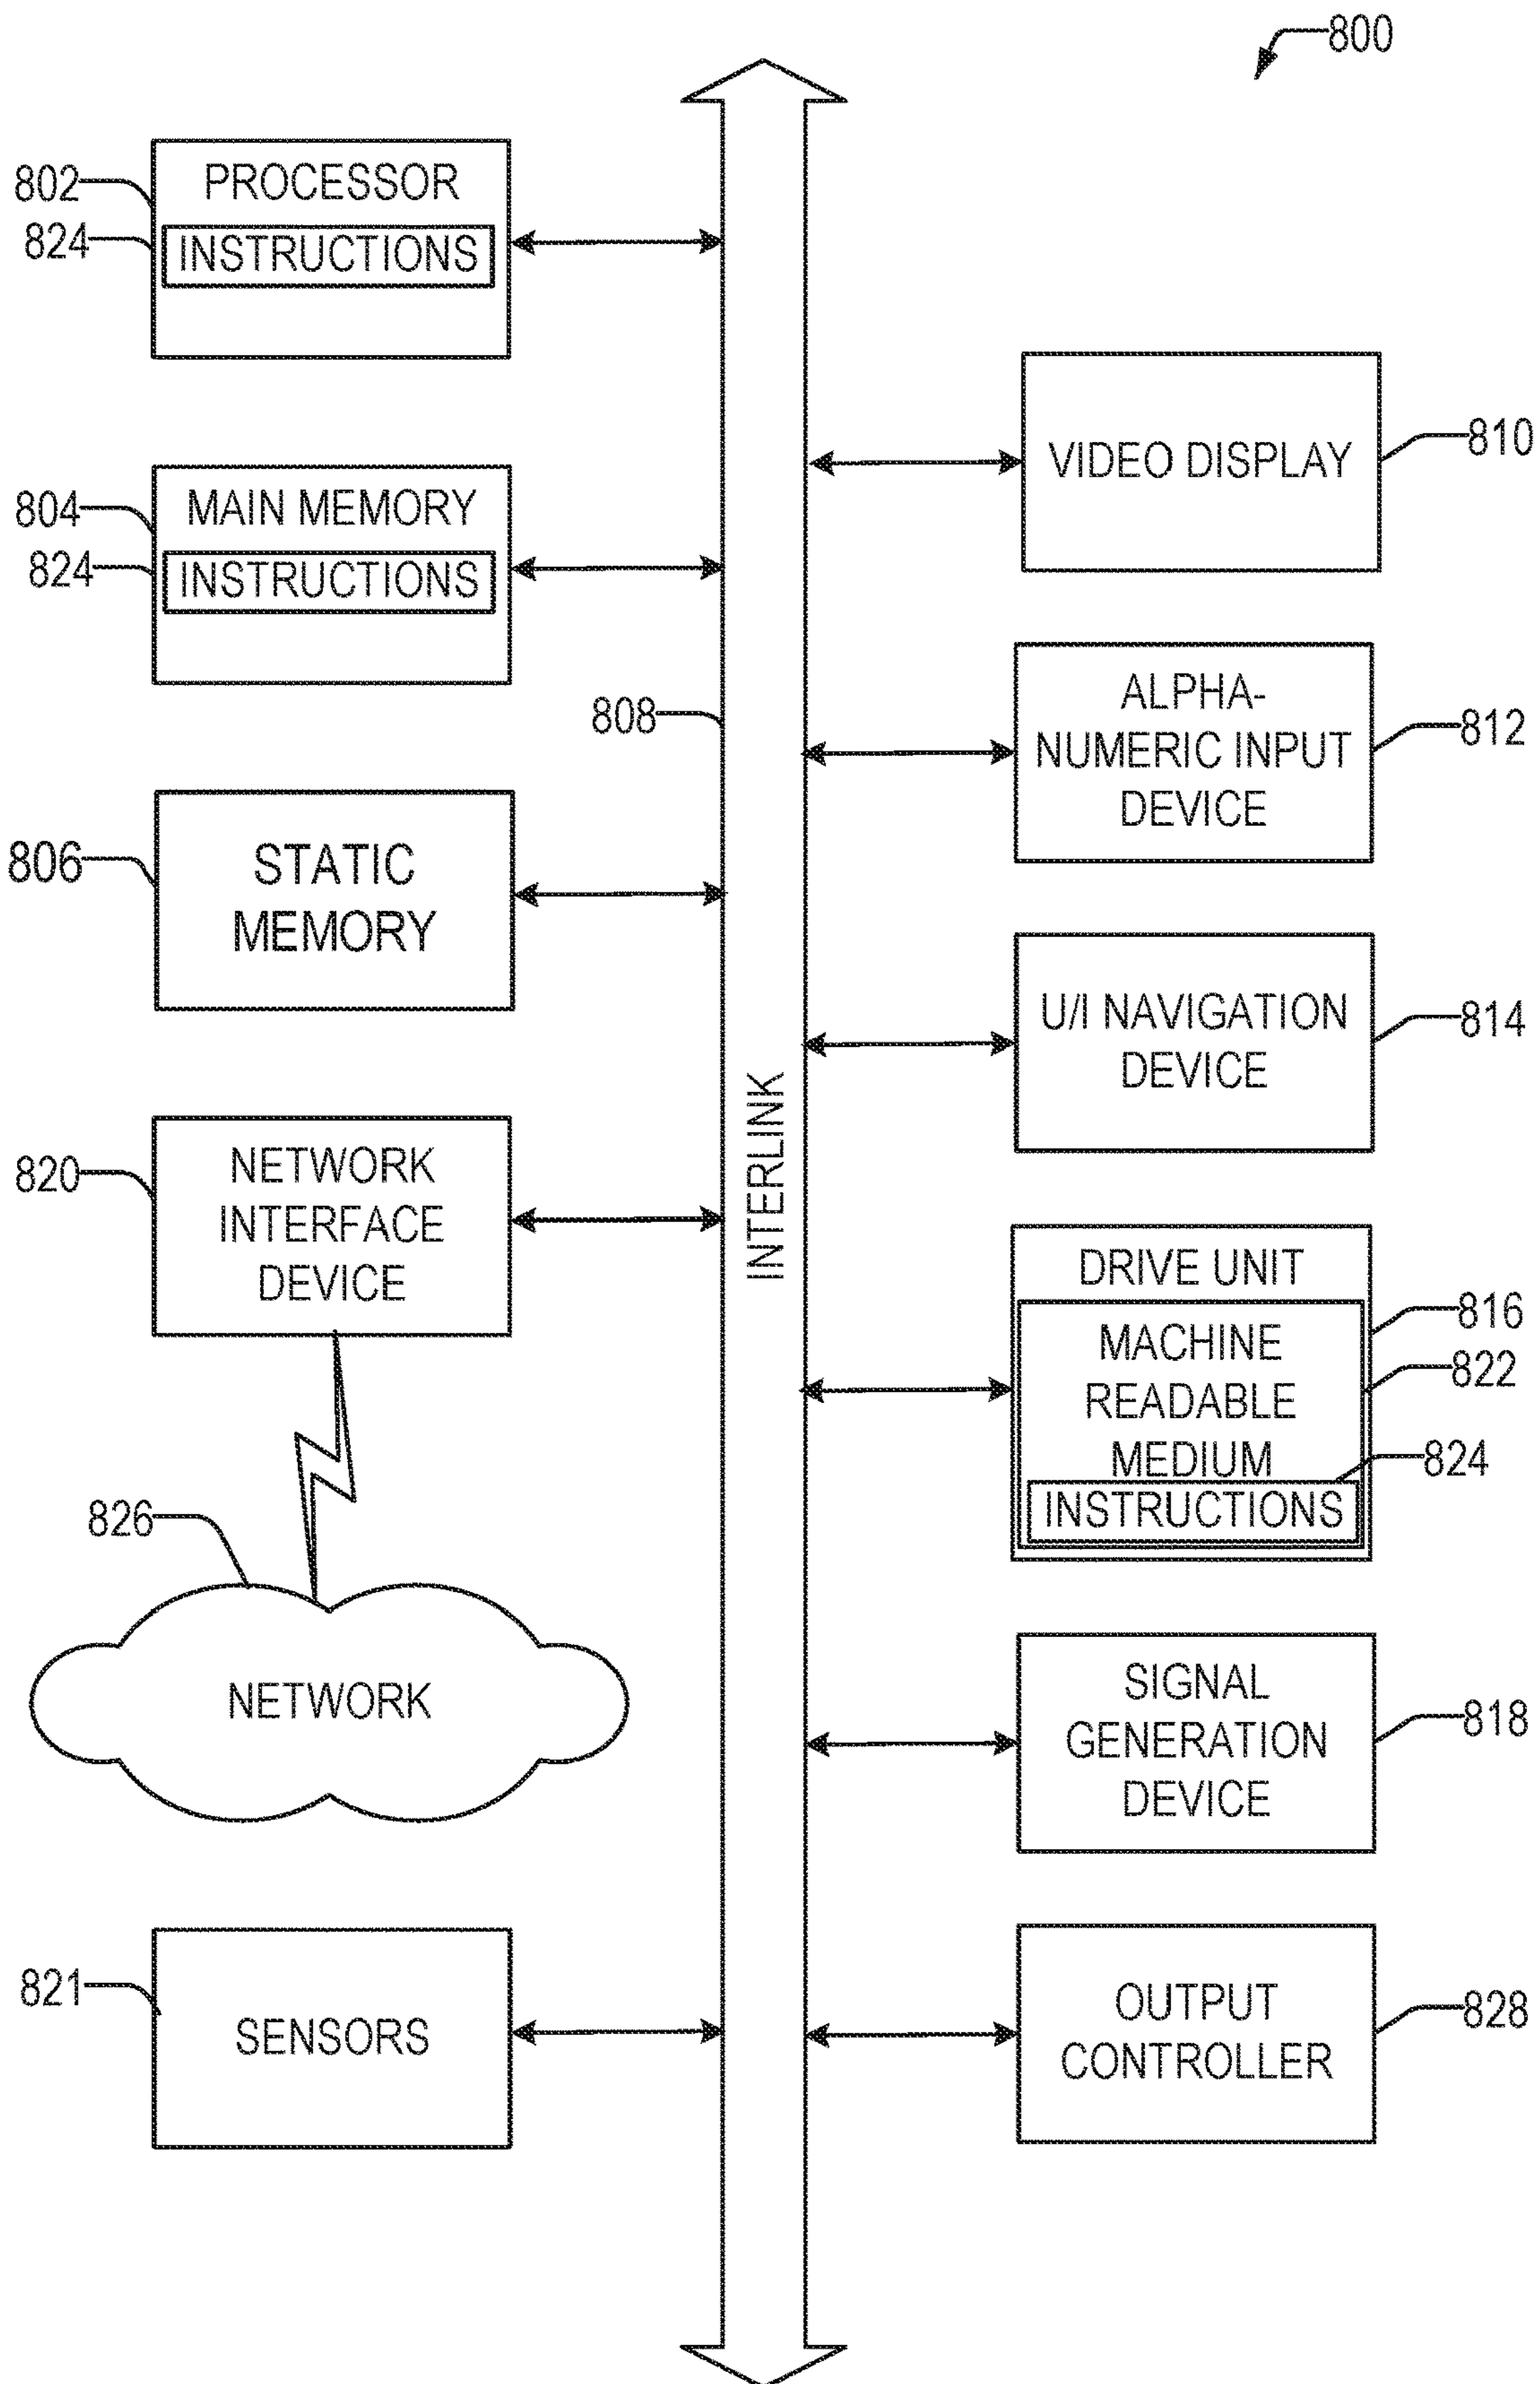 800
802
PROCESSOR
824
INSTRUCTIONS
804
MAIN MEMORY
824
INSTRUCTIONS
808
806
STATIC
MEMORY
820
NETWORK
INTERFACE
DEVICE
826
NETWORK
821
SENSORS
INTERLINK
VIDEO DISPLAY
810
ALPHA-
NUMERIC INPUT
DEVICE
812
U/I NAVIGATION
DEVICE
814
DRIVE UNIT
816
MACHINE
READABLE
MEDIUM
822
824
INSTRUCTIONS
SIGNAL
GENERATION
DEVICE
818
OUTPUT
CONTROLLER
828